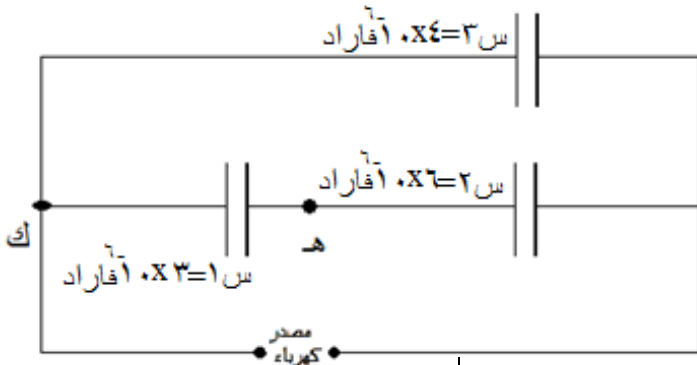 س٣=٤X١٠⁻٦ فاراد
س٢=٦X١٠⁻٦ فاراد
ك
هـ
س١=٣X١٠⁻٦ فاراد
مصدر
كهرباء